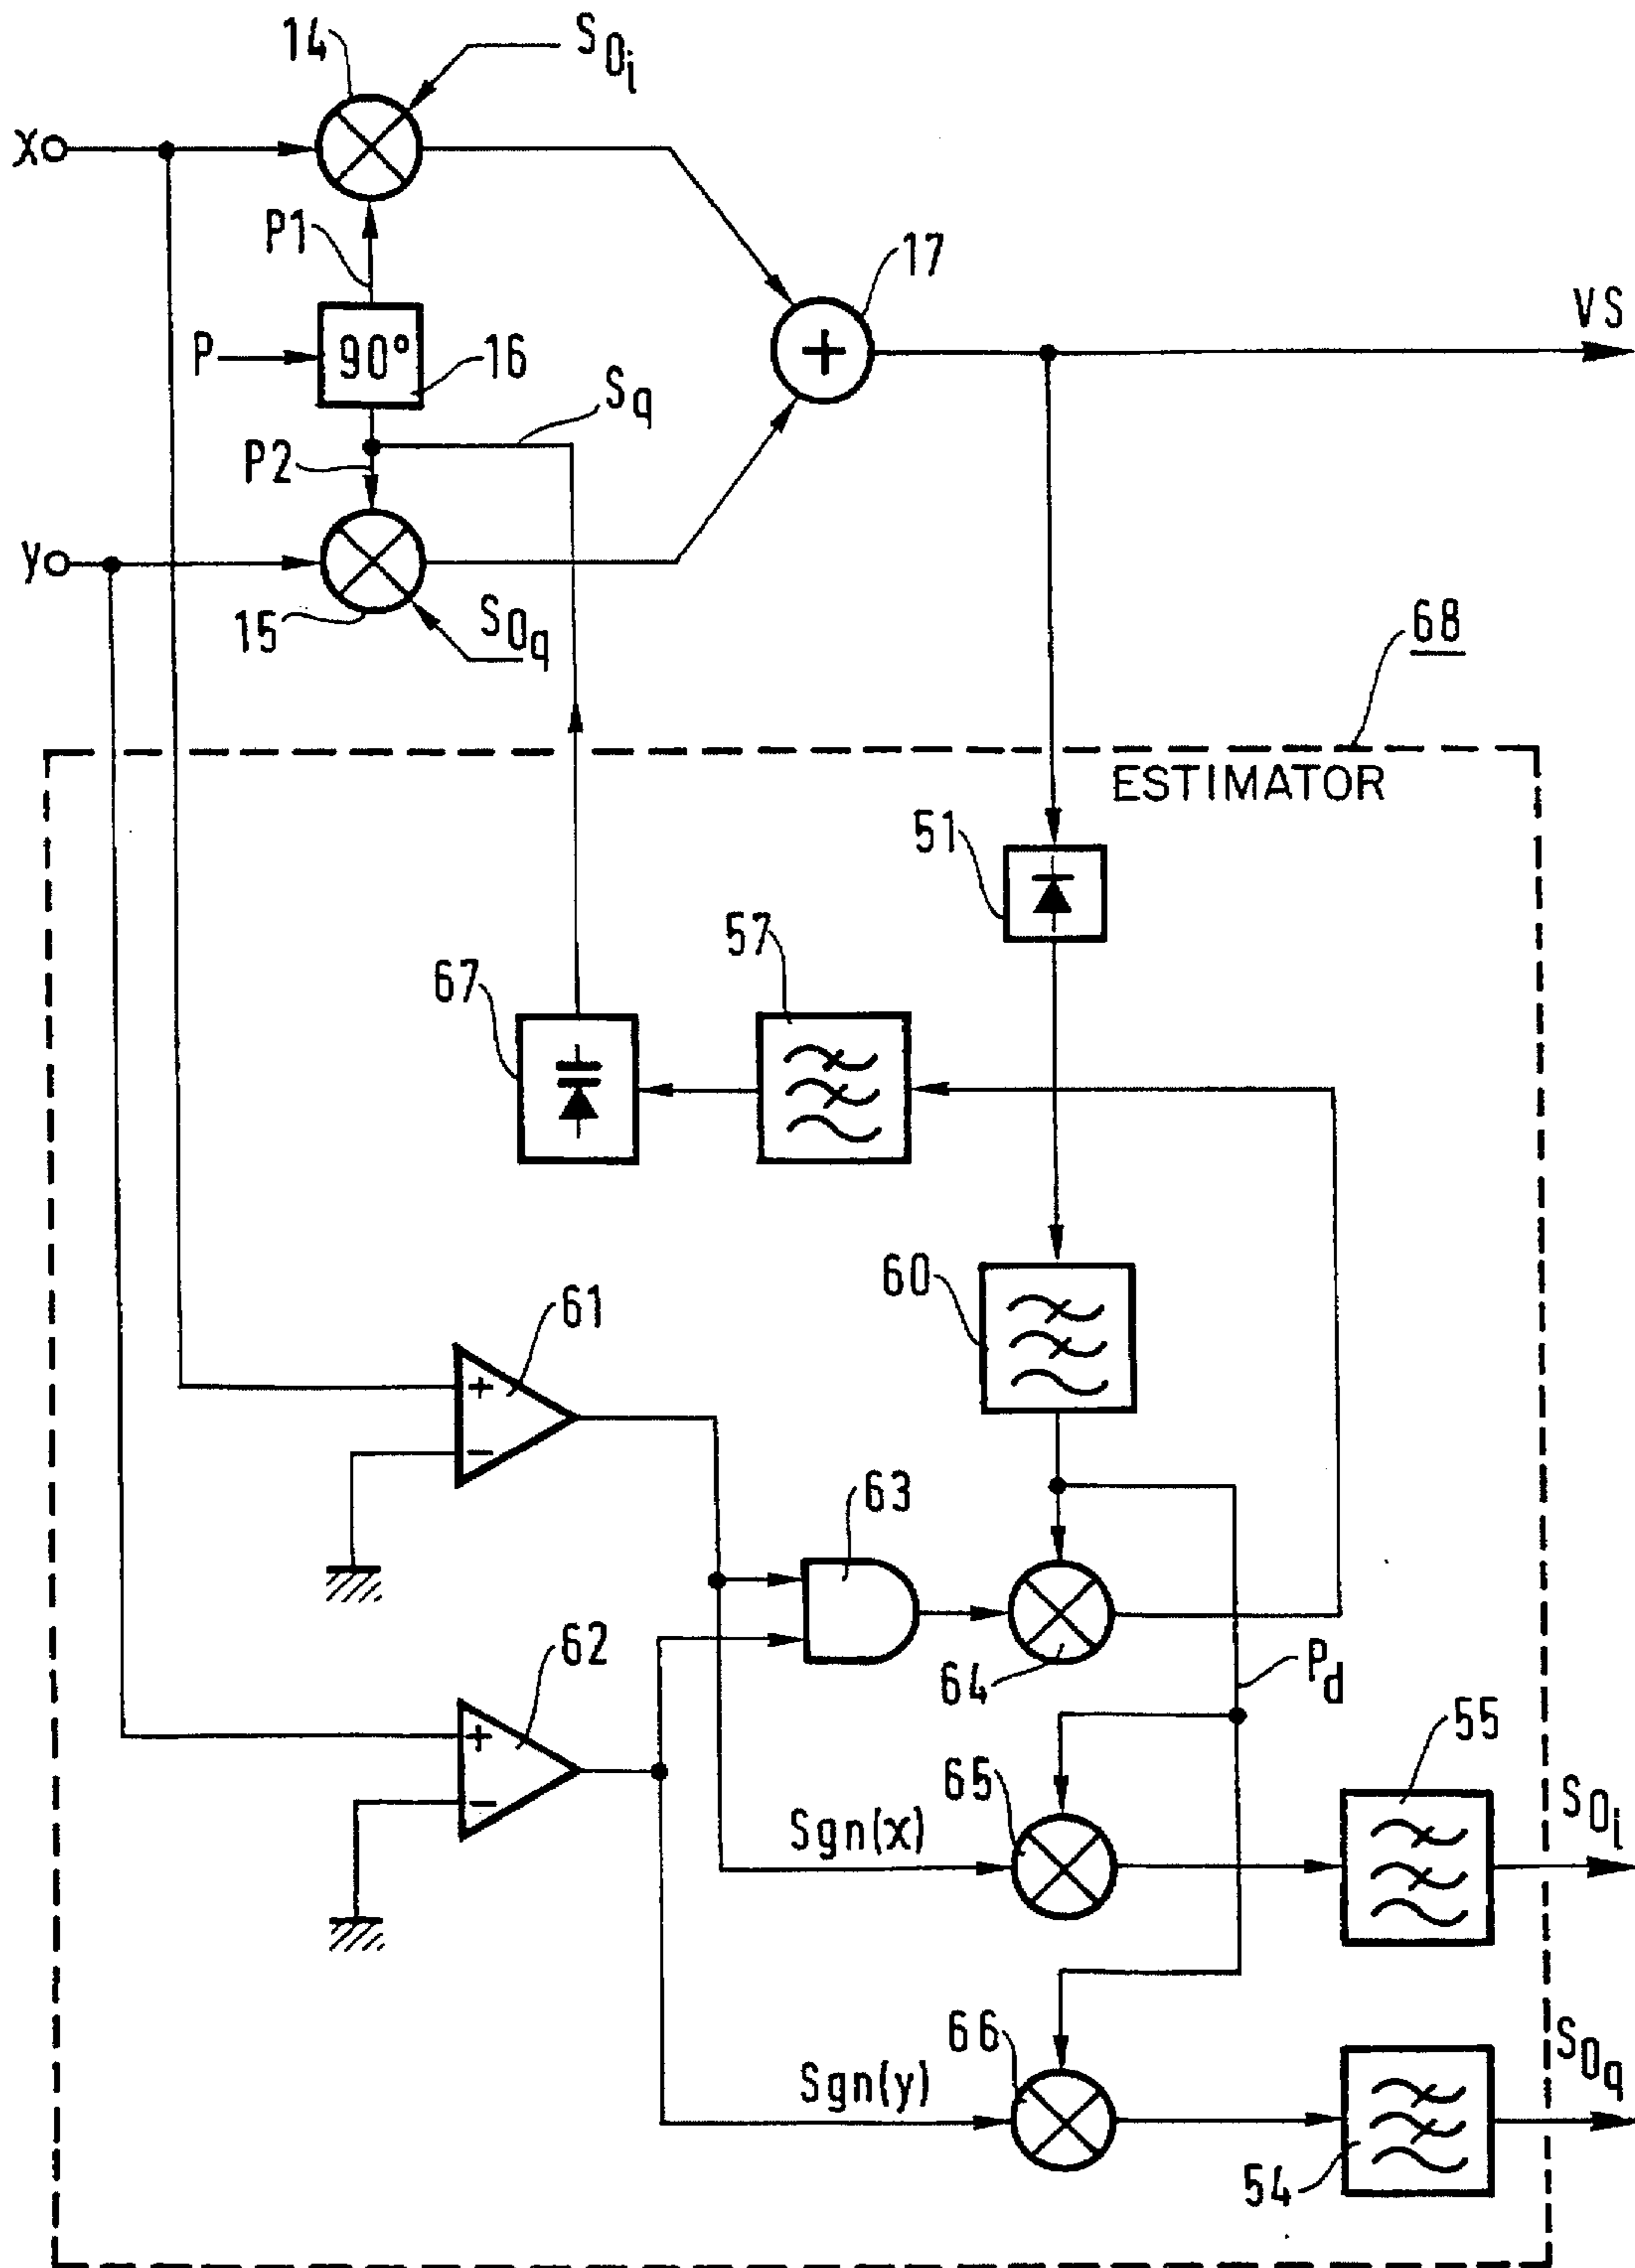 14
S0i
x
P1
17
VS
P
90°
16
Sq
P2
+
y
15
S0q
68
ESTIMATOR
51
57
67
60
61
+
−
63
62
64
Pd
+
−
55
65
S0i
Sgn(x)
66
S0q
Sgn(y)
54